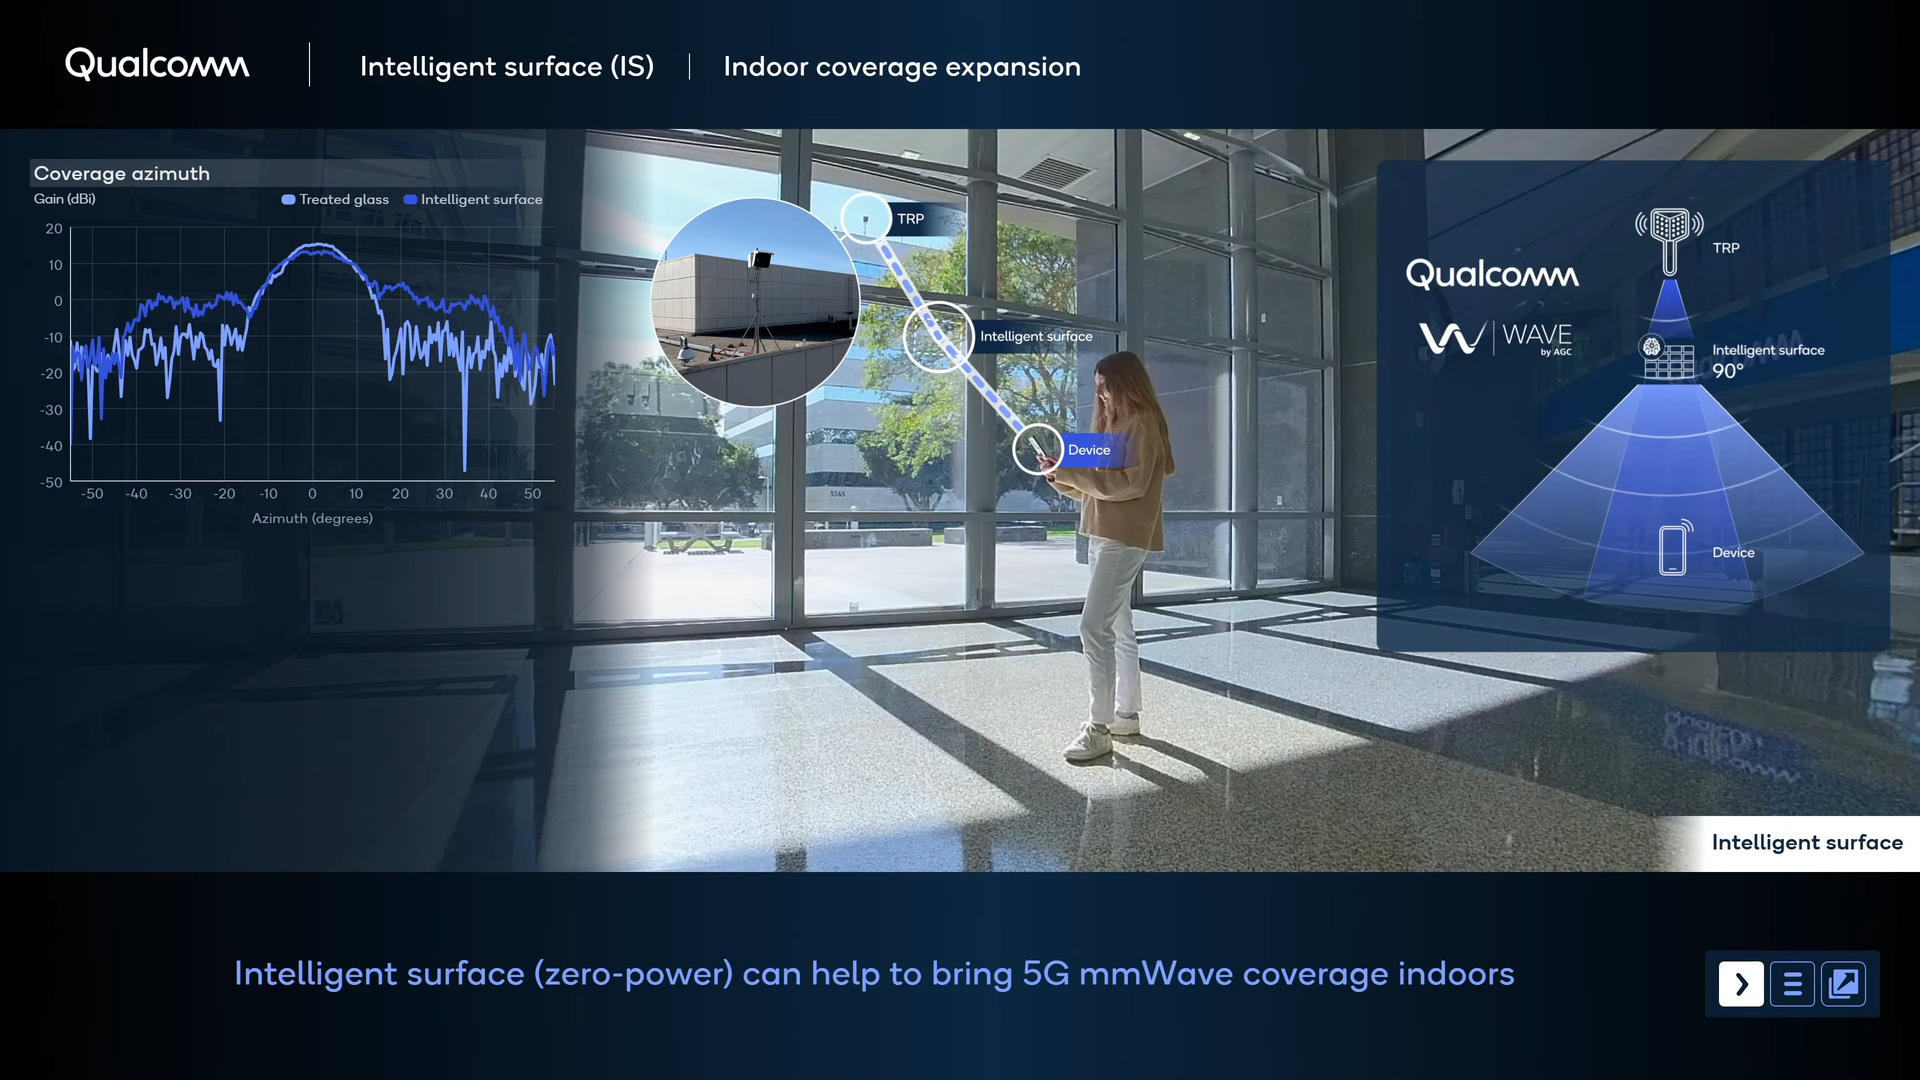 Qualcomm
Intelligent surface (IS)
Indoor coverage expansion
Coverage azimuth
Gain (dBi)
Treated glass
Intelligent surface
20
10
0
-10
-20
-30
-40
-50
-50 -40 -30 -20 -10 0 10 20 30 40 50
Azimuth (degrees)
TRP
Intelligent surface
Device
5565
Qualcomm
WAVE
by AGC
TRP
Intelligent surface
90°
Device
Intelligent surface
Intelligent surface (zero-power) can help to bring 5G mmWave coverage indoors